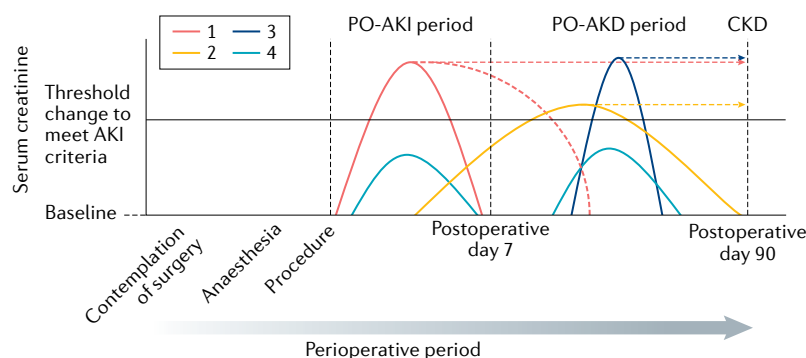 PO-AKI period
PO-AKD period
CKD
1
3
2
4
Serum creatinine
Threshold
change to
meet AKI
criteria
Baseline
Contemplation
of surgery
Anaesthesia
Procedure
Postoperative
day 7
Postoperative
day 90
Perioperative period